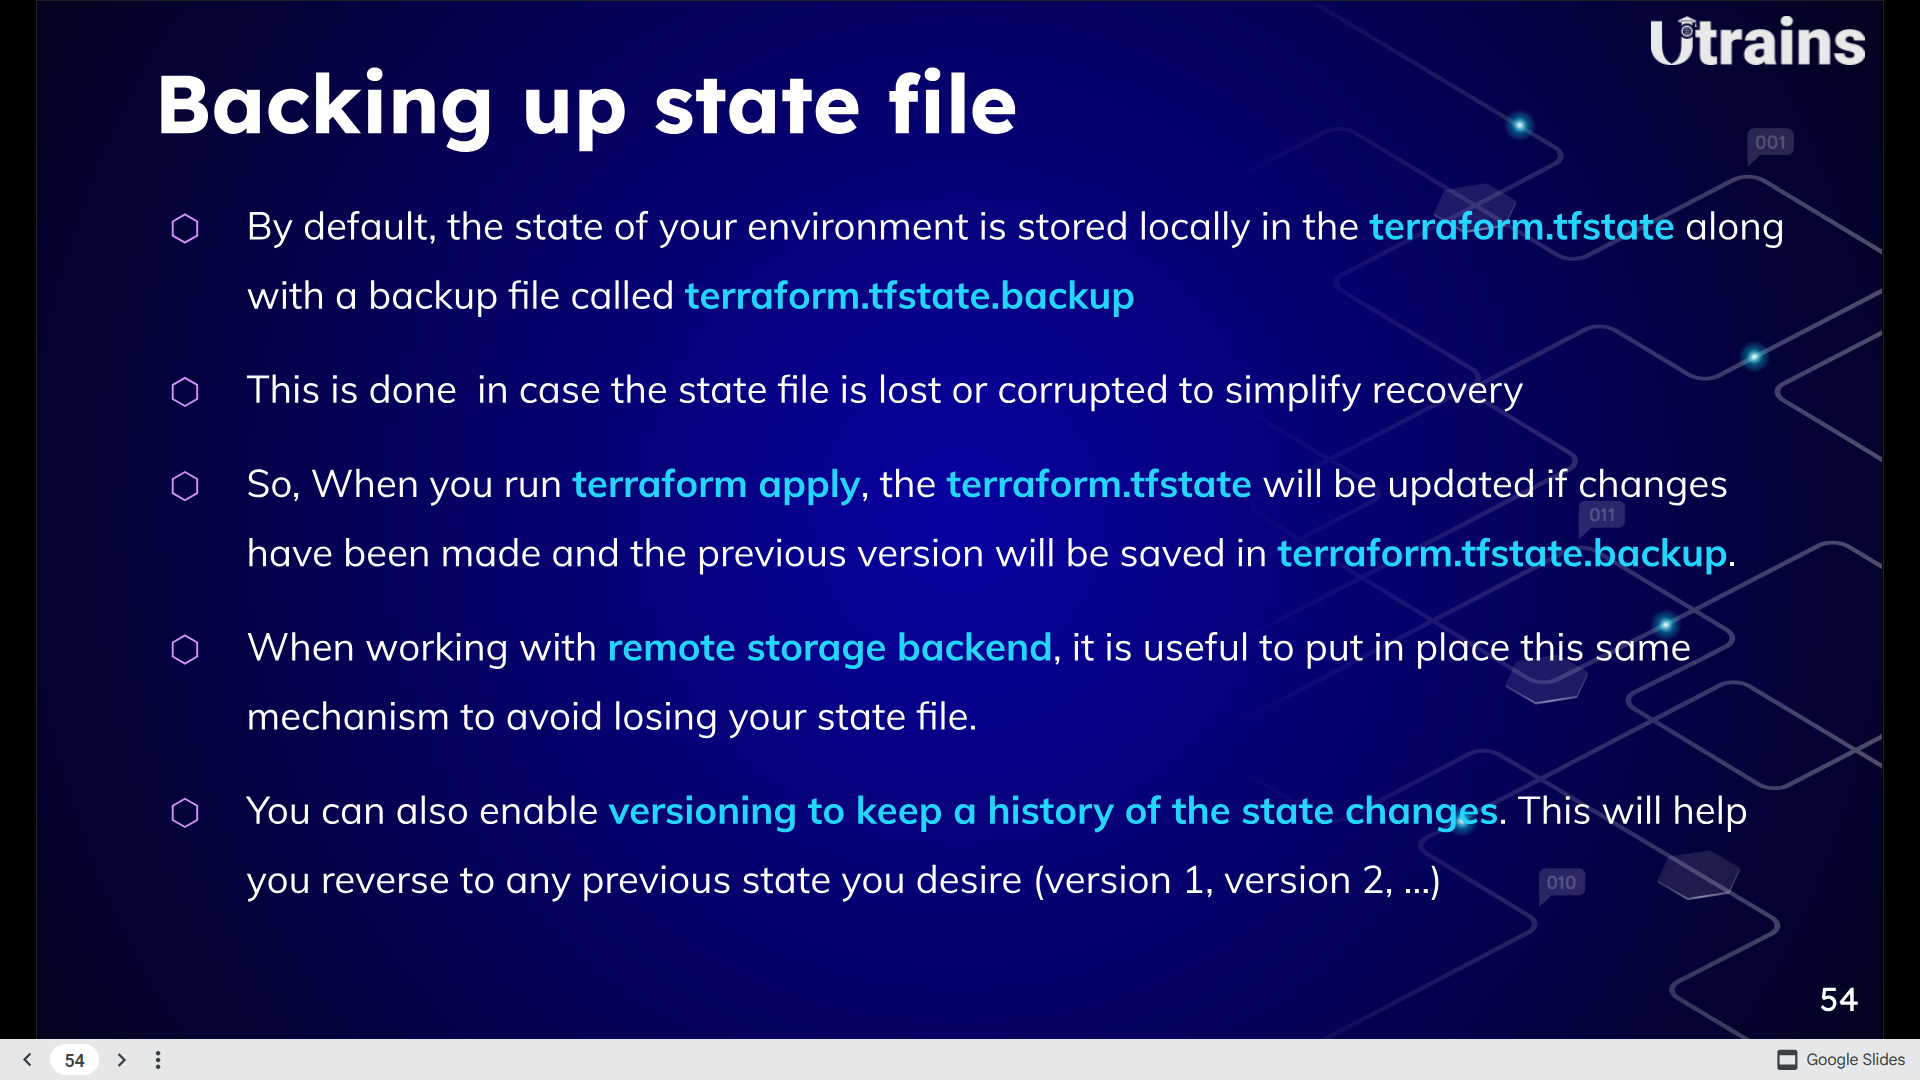 Utrains
Backing up state file
001
By default, the state of your environment is stored locally in the terraform.tfstate along
with a backup file called terraform.tfstate.backup
This is done  in case the state file is lost or corrupted to simplify recovery
So, When you run terraform apply, the terraform.tfstate will be updated if changes
011
have been made and the previous version will be saved in terraform.tfstate.backup.
When working with remote storage backend, it is useful to put in place this same
mechanism to avoid losing your state file.
You can also enable versioning to keep a history of the state changes. This will help
you reverse to any previous state you desire (version 1, version 2, ...)
010
54
54
Google Slides